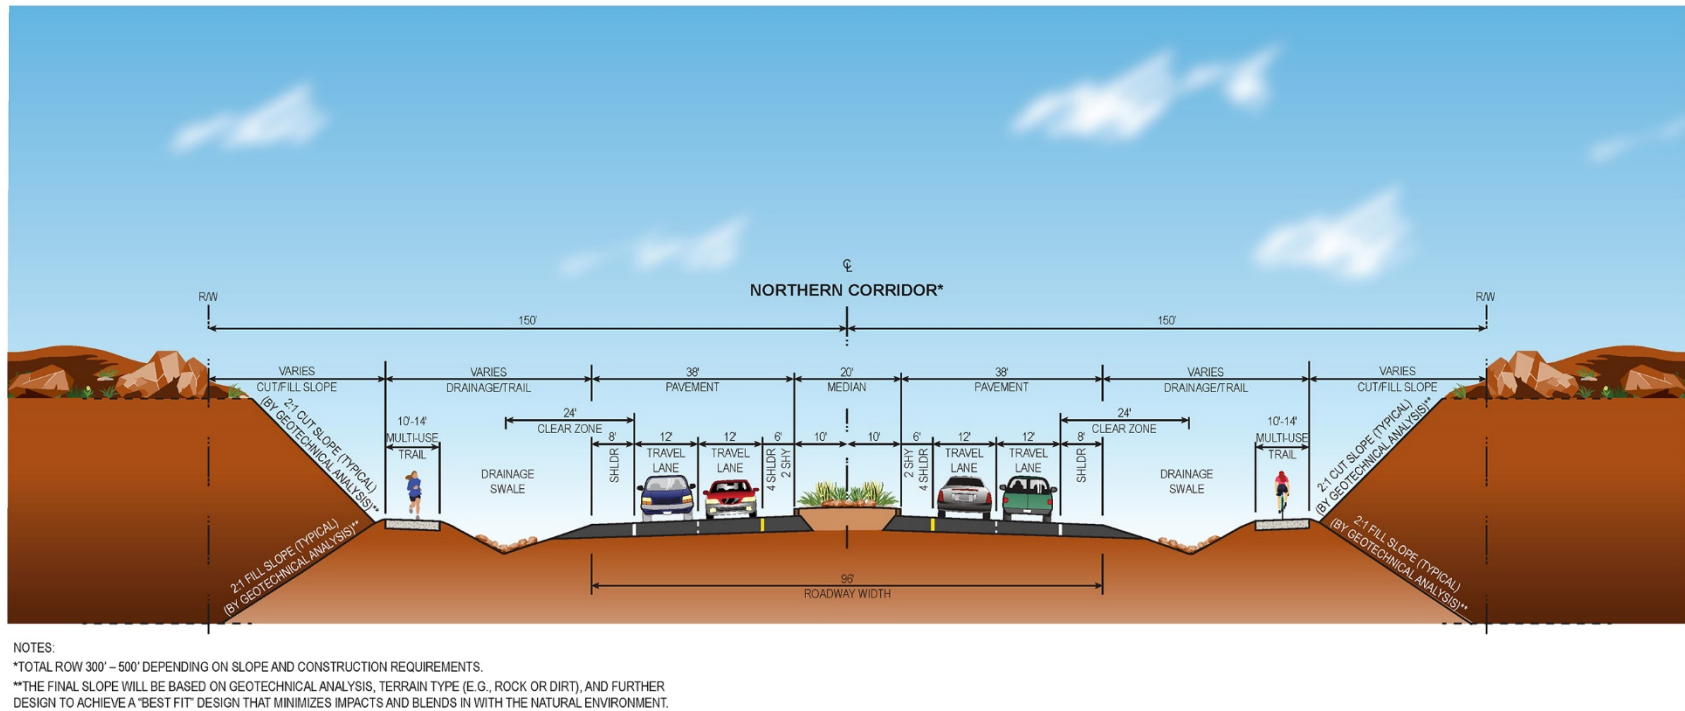 ℄
NORTHERN CORRIDOR*
R/W
R/W
150'
150'
VARIES
CUT/FILL SLOPE
VARIES
DRAINAGE/TRAIL
38'
PAVEMENT
20'
MEDIAN
38'
PAVEMENT
VARIES
DRAINAGE/TRAIL
VARIES
CUT/FILL SLOPE
2:1 CUT SLOPE (TYPICAL)
(BY GEOTECHNICAL ANALYSIS)**
10'-14'
MULTI-USE
TRAIL
24'
CLEAR ZONE
DRAINAGE
SWALE
8'
SHLDR
12'
TRAVEL
LANE
12'
TRAVEL
LANE
6'
4 SHLDR
2 SHY
10'
10'
6'
2 SHY
4 SHLDR
12'
TRAVEL
LANE
12'
TRAVEL
LANE
8'
SHLDR
24'
CLEAR ZONE
DRAINAGE
SWALE
10'-14'
MULTI-USE
TRAIL
2:1 CUT SLOPE (TYPICAL)
(BY GEOTECHNICAL ANALYSIS)**
2:1 FILL SLOPE (TYPICAL)
(BY GEOTECHNICAL ANALYSIS)**
2:1 FILL SLOPE (TYPICAL)
(BY GEOTECHNICAL ANALYSIS)**
96'
ROADWAY WIDTH
NOTES:
*TOTAL ROW 300' – 500' DEPENDING ON SLOPE AND CONSTRUCTION REQUIREMENTS.
**THE FINAL SLOPE WILL BE BASED ON GEOTECHNICAL ANALYSIS, TERRAIN TYPE (E.G., ROCK OR DIRT), AND FURTHER
DESIGN TO ACHIEVE A "BEST FIT" DESIGN THAT MINIMIZES IMPACTS AND BLENDS IN WITH THE NATURAL ENVIRONMENT.